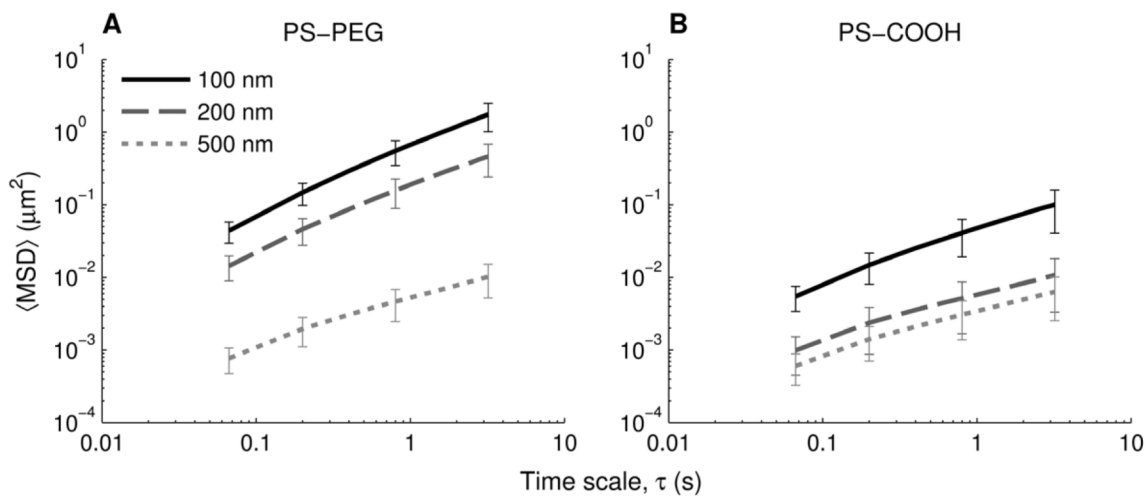 A
PS−PEG
10¹
10⁰
10⁻¹
10⁻²
10⁻³
10⁻⁴
⟨MSD⟩ (μm²)
100 nm
200 nm
500 nm
0.01
0.1
1
10
B
PS−COOH
10¹
10⁰
10⁻¹
10⁻²
10⁻³
10⁻⁴
0.01
0.1
1
10
Time scale, τ (s)